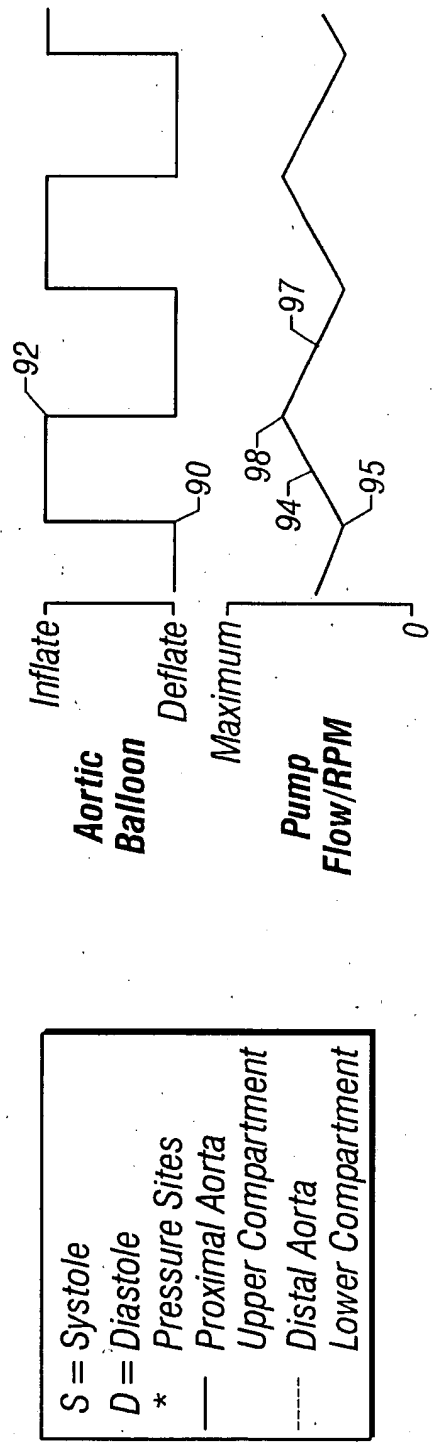 Inflate
Aortic
Balloon
Deflate
92
90
Maximum
Pump
Flow/RPM
0
98
94
97
95
S = Systole
D = Diastole
* Pressure Sites
Proximal Aorta
Upper Compartment
Distal Aorta
Lower Compartment